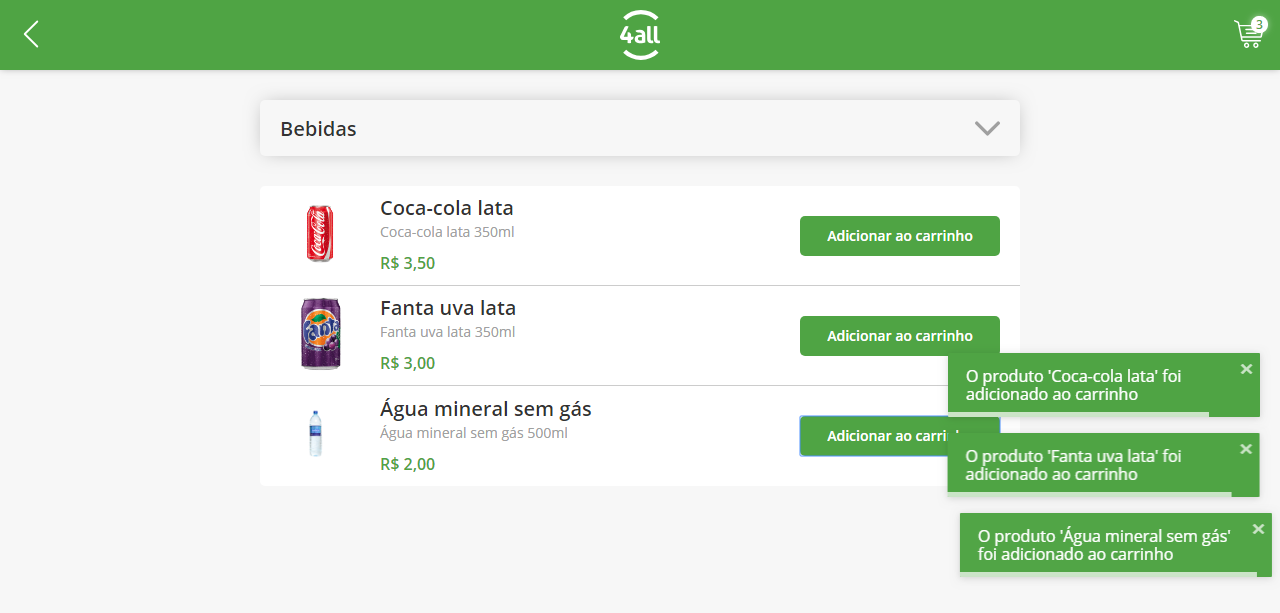 4all
3
Bebidas
Coca-Cola
Coca-cola lata
Coca-cola lata 350ml
R$ 3,50
Adicionar ao carrinho
Fanta
Fanta uva lata
Fanta uva lata 350ml
R$ 3,00
Adicionar ao carrinho
Água mineral sem gás
Água mineral sem gás 500ml
R$ 2,00
Adicionar ao carri
O produto 'Coca-cola lata' foi
adicionado ao carrinho
O produto 'Fanta uva lata' foi
adicionado ao carrinho
O produto 'Água mineral sem gás'
foi adicionado ao carrinho